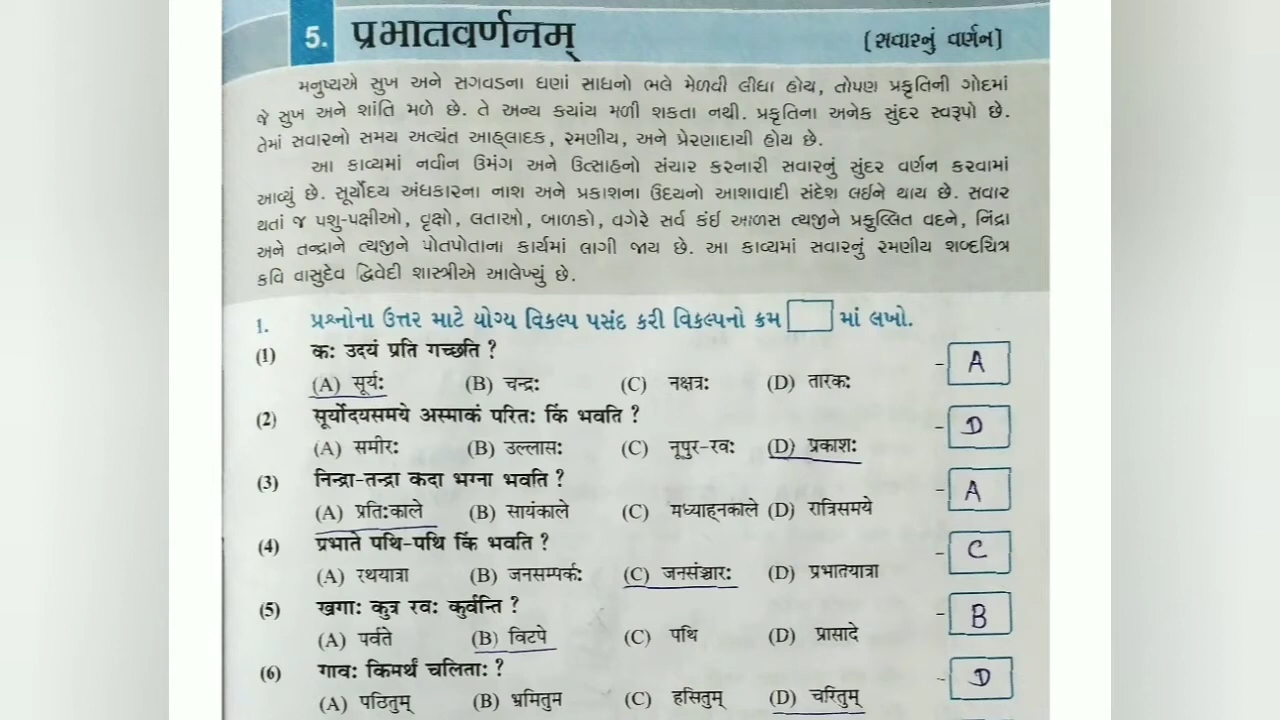 5. प्रभातवर्णनम् [સવારનું વર્ણન]
મનુષ્યએ સુખ અને સગવડના ઘણાં સાધનો ભલે મેળવી લીધા હોય, તોપણ પ્રકૃતિની ગોદમાં
જે સુખ અને શાંતિ મળે છે. તે અન્ય કયાંય મળી શકતા નથી. પ્રકૃતિના અનેક સુંદર સ્વરૂપો છે.
તેમાં સવારનો સમય અત્યંત આહ્લાદક, રમણીય, અને પ્રેરણાદાયી હોય છે.
આ કાવ્યમાં નવીન ઉમંગ અને ઉત્સાહનો સંચાર કરનારી સવારનું સુંદર વર્ણન કરવામાં
આવ્યું છે. સૂર્યોદય અંધકારના નાશ અને પ્રકાશના ઉદયનો આશાવાદી સંદેશ લઈને થાય છે. સવાર
થતાં જ પશુ-પક્ષીઓ, વૃક્ષો, લતાઓ, બાળકો, વગેરે સર્વ કંઈ આળસ ત્યજીને પ્રફુલ્લિત વદને, નિંદ્રા
અને તન્દ્રાને ત્યજીને પોતપોતાના કાર્યમાં લાગી જાય છે. આ કાવ્યમાં સવારનું રમણીય શબ્દચિત્ર
કવિ વાસુદેવ દ્વિવેદી શાસ્ત્રીએ આલેખ્યું છે.
1. પ્રશ્નોના ઉત્તર માટે યોગ્ય વિકલ્પ પસંદ કરી વિકલ્પનો ક્રમ માં લખો.
(1) कः उदयं प्रति गच्छति ?
(A) सूर्यः (B) चन्द्रः (C) नक्षत्रः (D) तारकः - A
(2) सूर्योदयसमये अस्माकं परितः किं भवति ?
(A) समीरः (B) उल्लासः (C) नूपुर-रवः (D) प्रकाशः - D
(3) निन्द्रा-तन्द्रा कदा भग्ना भवति ?
(A) प्रतिःकाले (B) सायंकाले (C) मध्याह्नकाले (D) रात्रिसमये - A
(4) प्रभाते पथि-पथि किं भवति ?
(A) रथयात्रा (B) जनसम्पर्कः (C) जनसंञ्चारः (D) प्रभातयात्रा - C
(5) खगाः कुत्र रवः कुर्वन्ति ?
(A) पर्वते (B) विटपे (C) पथि (D) प्रासादे - B
(6) गावः किमर्थं चलिताः ?
(A) पठितुम् (B) भ्रमितुम (C) हसितुम् (D) चरितुम् - D